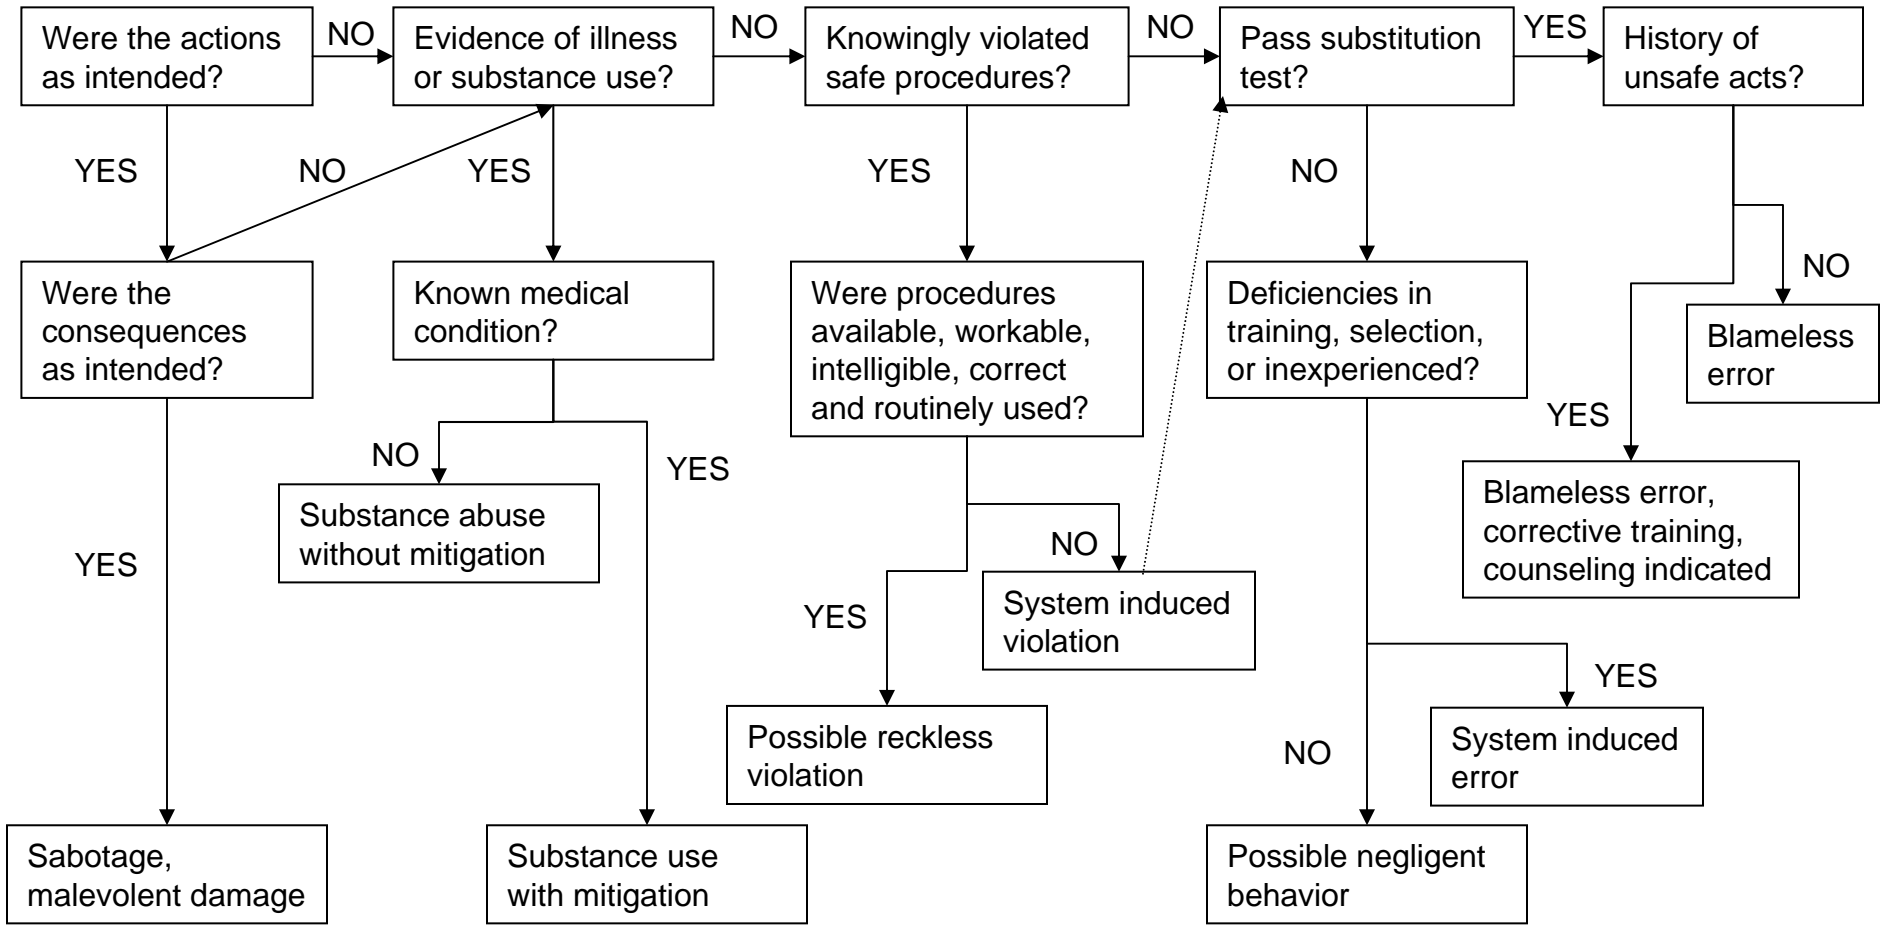 Were the actions
as intended?
NO
Evidence of illness
or substance use?
NO
Knowingly violated
safe procedures?
NO
Pass substitution
test?
YES
History of
unsafe acts?
YES
NO
YES
YES
NO
NO
Were the
consequences
as intended?
Known medical
condition?
Were procedures
available, workable,
intelligible, correct
and routinely used?
Deficiencies in
training, selection,
or inexperienced?
Blameless
error
YES
NO
YES
Substance abuse
without mitigation
Blameless error,
corrective training,
counseling indicated
YES
NO
System induced
violation
YES
YES
Possible reckless
violation
NO
System induced
error
Sabotage,
malevolent damage
Substance use
with mitigation
Possible negligent
behavior